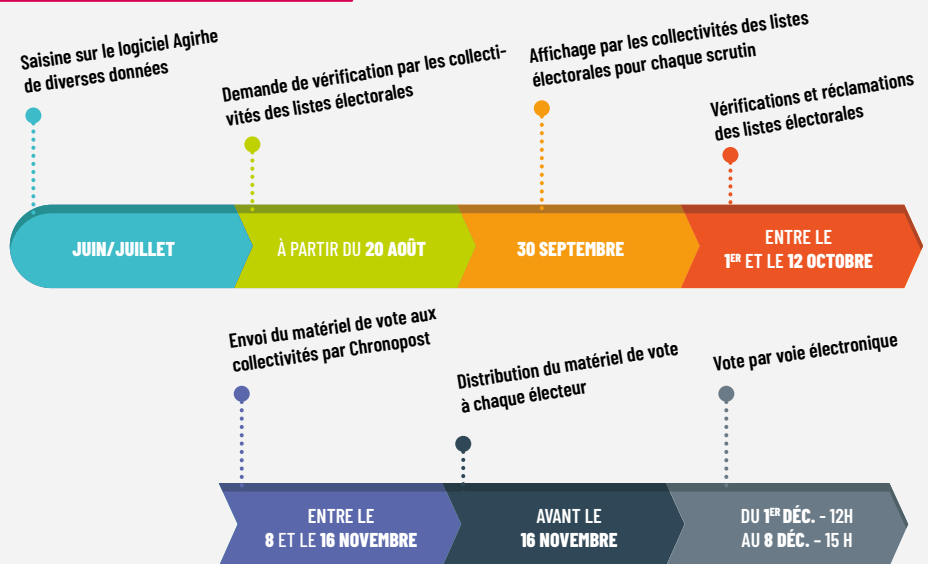 Saisine sur le logiciel Agirhe
de diverses données
Demande de vérification par les collecti-
vités des listes électorales
Affichage par les collectivités des listes
électorales pour chaque scrutin
Vérifications et réclamations
des listes électorales
JUIN/JUILLET
À PARTIR DU 20 AOÛT
30 SEPTEMBRE
ENTRE LE
1ER ET LE 12 OCTOBRE
Envoi du matériel de vote aux
collectivités par Chronopost
Distribution du matériel de vote
à chaque électeur
Vote par voie électronique
ENTRE LE
8 ET LE 16 NOVEMBRE
AVANT LE
16 NOVEMBRE
DU 1ER DÉC. - 12H
AU 8 DÉC. - 15 H